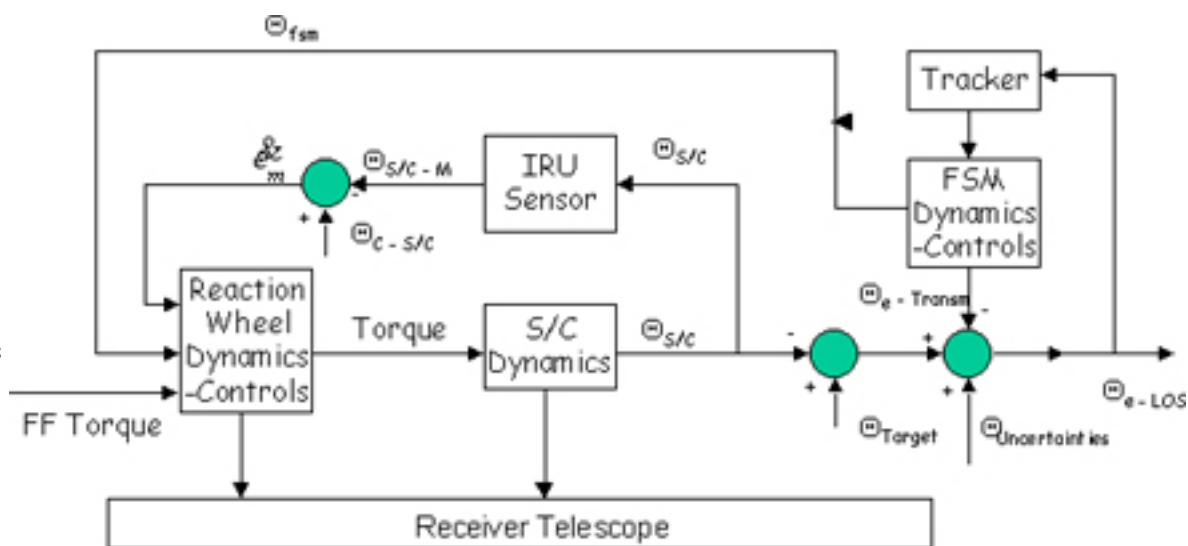 Θfsm
Tracker
ΘS/C - M
IRU
Sensor
ΘS/C
FSM
Dynamics
-Controls
+
-
ΘC - S/C
Reaction
Wheel
Dynamics
-Controls
Torque
S/C
Dynamics
ΘS/C
Θe - Transm
-
-
+
+
+
Θe - LOS
FF Torque
ΘTarget
ΘUncertainties
Receiver Telescope